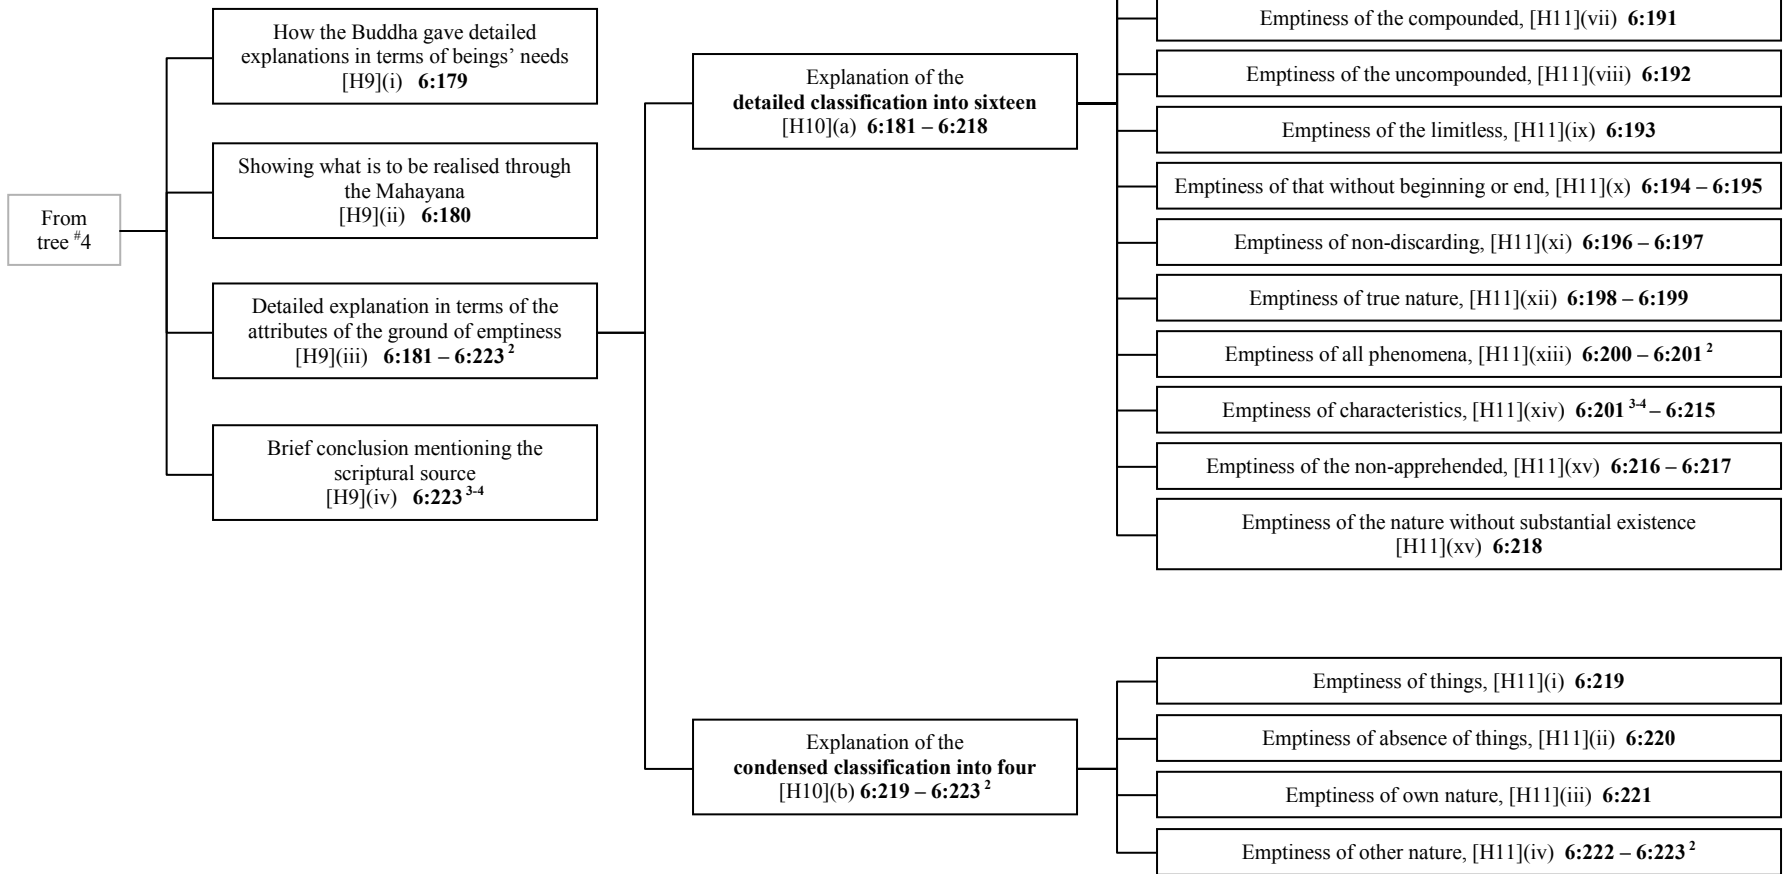 From
tree #4
How the Buddha gave detailed
explanations in terms of beings’ needs
[H9](i) 6:179
Showing what is to be realised through
the Mahayana
[H9](ii) 6:180
Detailed explanation in terms of the
attributes of the ground of emptiness
[H9](iii) 6:181 – 6:223 2
Brief conclusion mentioning the
scriptural source
[H9](iv) 6:223 3-4
Explanation of the
detailed classification into sixteen
[H10](a) 6:181 – 6:218
Emptiness of the compounded, [H11](vii) 6:191
Emptiness of the uncompounded, [H11](viii) 6:192
Emptiness of the limitless, [H11](ix) 6:193
Emptiness of that without beginning or end, [H11](x) 6:194 – 6:195
Emptiness of non-discarding, [H11](xi) 6:196 – 6:197
Emptiness of true nature, [H11](xii) 6:198 – 6:199
Emptiness of all phenomena, [H11](xiii) 6:200 – 6:201 2
Emptiness of characteristics, [H11](xiv) 6:201 3-4 – 6:215
Emptiness of the non-apprehended, [H11](xv) 6:216 – 6:217
Emptiness of the nature without substantial existence
[H11](xv) 6:218
Explanation of the
condensed classification into four
[H10](b) 6:219 – 6:223 2
Emptiness of things, [H11](i) 6:219
Emptiness of absence of things, [H11](ii) 6:220
Emptiness of own nature, [H11](iii) 6:221
Emptiness of other nature, [H11](iv) 6:222 – 6:223 2